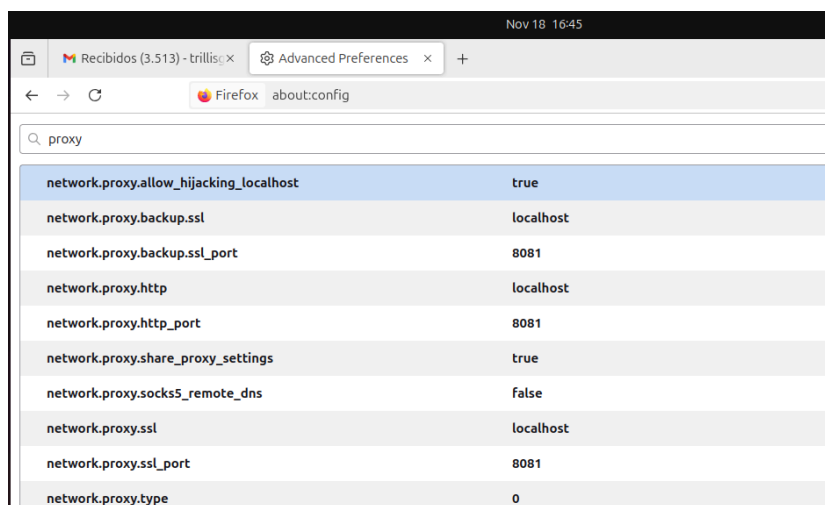 Nov 18 16:45
Recibidos (3.513) - trillisg
Advanced Preferences
Firefox about:config
proxy
network.proxy.allow_hijacking_localhost true
network.proxy.backup.ssl localhost
network.proxy.backup.ssl_port 8081
network.proxy.http localhost
network.proxy.http_port 8081
network.proxy.share_proxy_settings true
network.proxy.socks5_remote_dns false
network.proxy.ssl localhost
network.proxy.ssl_port 8081
network.proxy.type 0